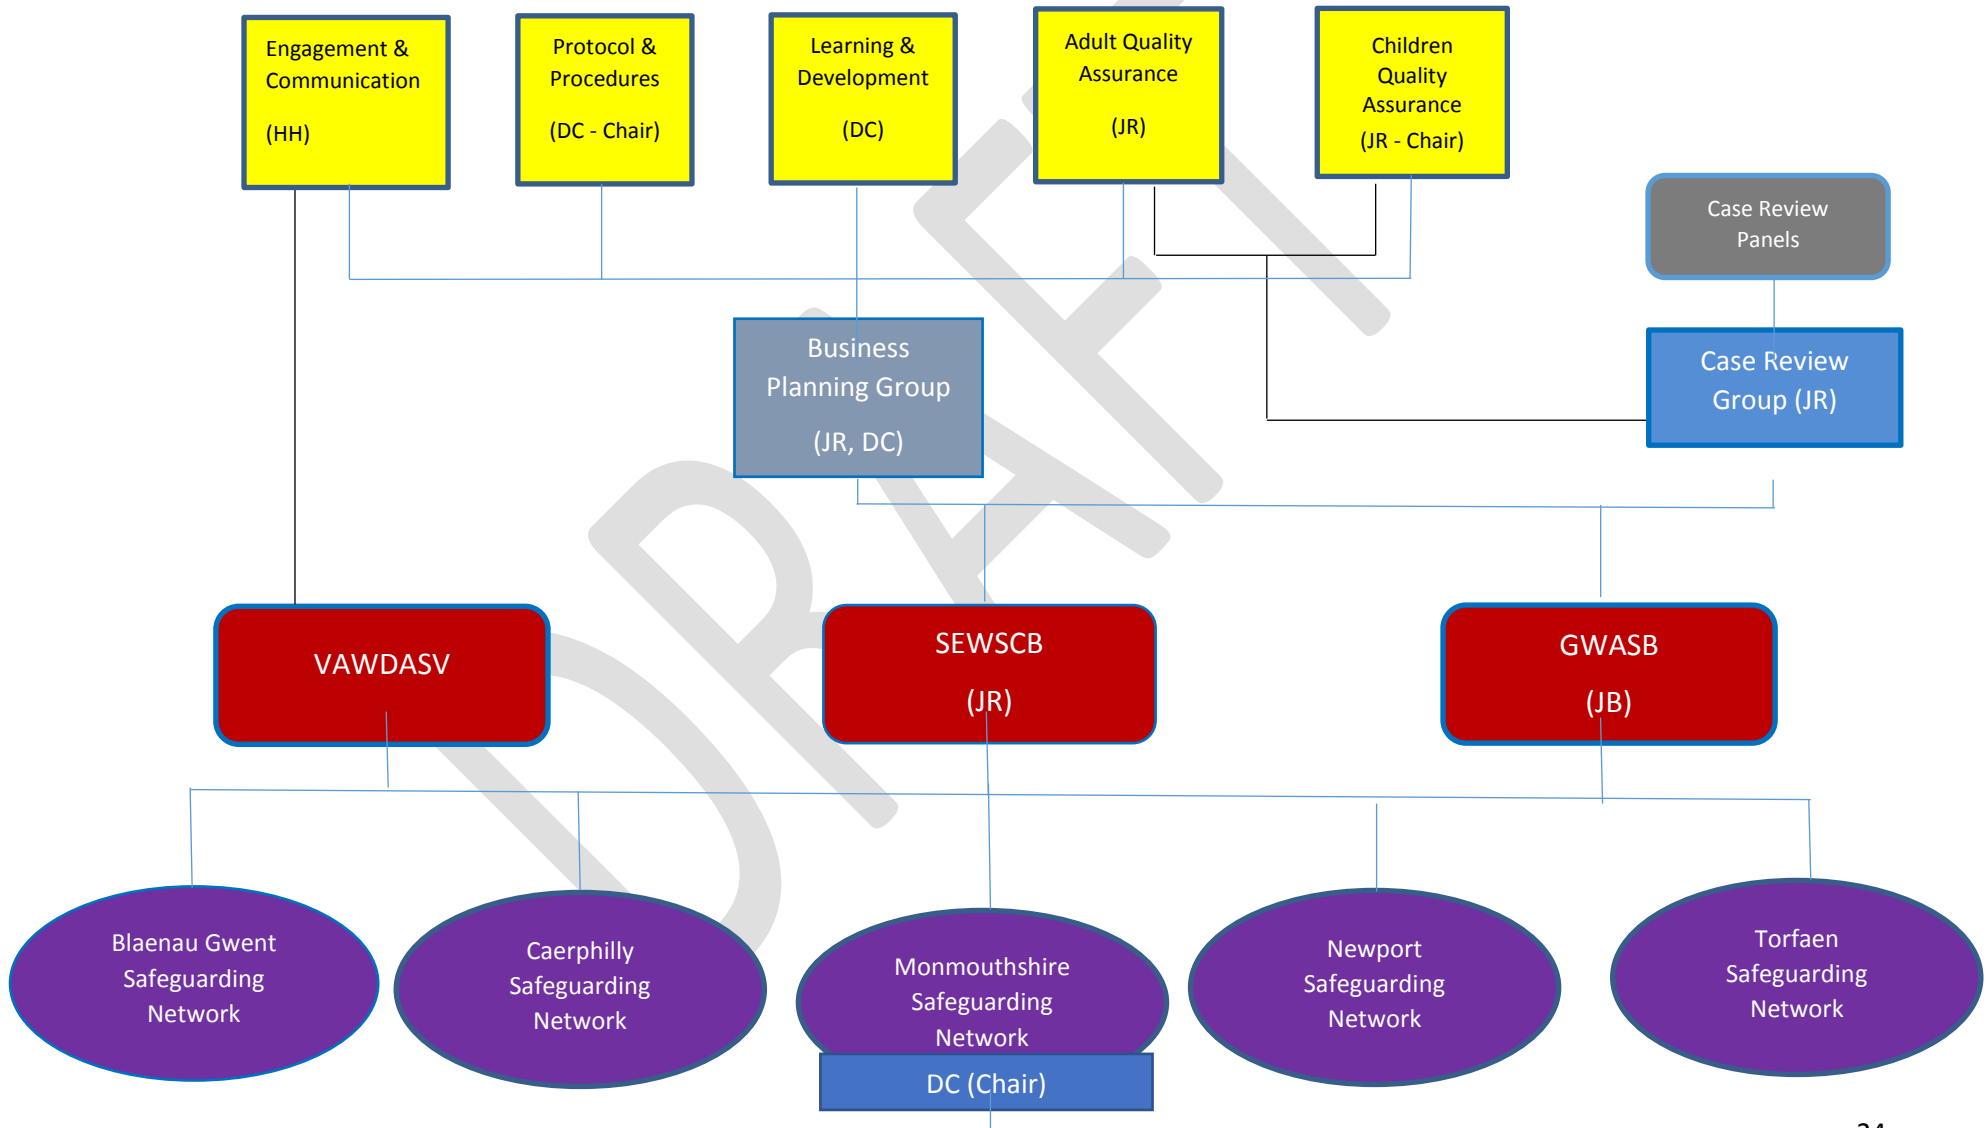 Engagement &
Communication
(HH)
Protocol &
Procedures
(DC - Chair)
Learning &
Development
(DC)
Adult Quality
Assurance
(JR)
Children
Quality
Assurance
(JR - Chair)
Case Review
Panels
Business
Planning Group
(JR, DC)
Case Review
Group (JR)
VAWDASV
SEWSCB
(JR)
GWASB
(JB)
Blaenau Gwent
Safeguarding
Network
Caerphilly
Safeguarding
Network
Monmouthshire
Safeguarding
Network
DC (Chair)
Newport
Safeguarding
Network
Torfaen
Safeguarding
Network
DRAFT